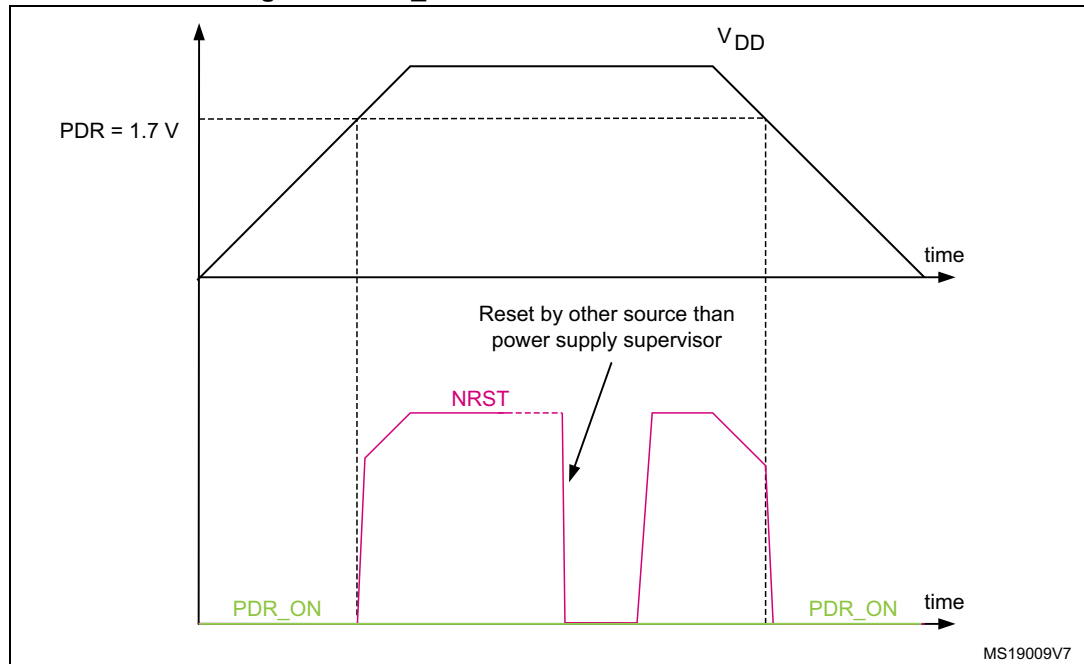 V DD
PDR = 1.7 V
time
Reset by other source than
power supply supervisor
NRST
PDR_ON
PDR_ON
time
MS19009V7